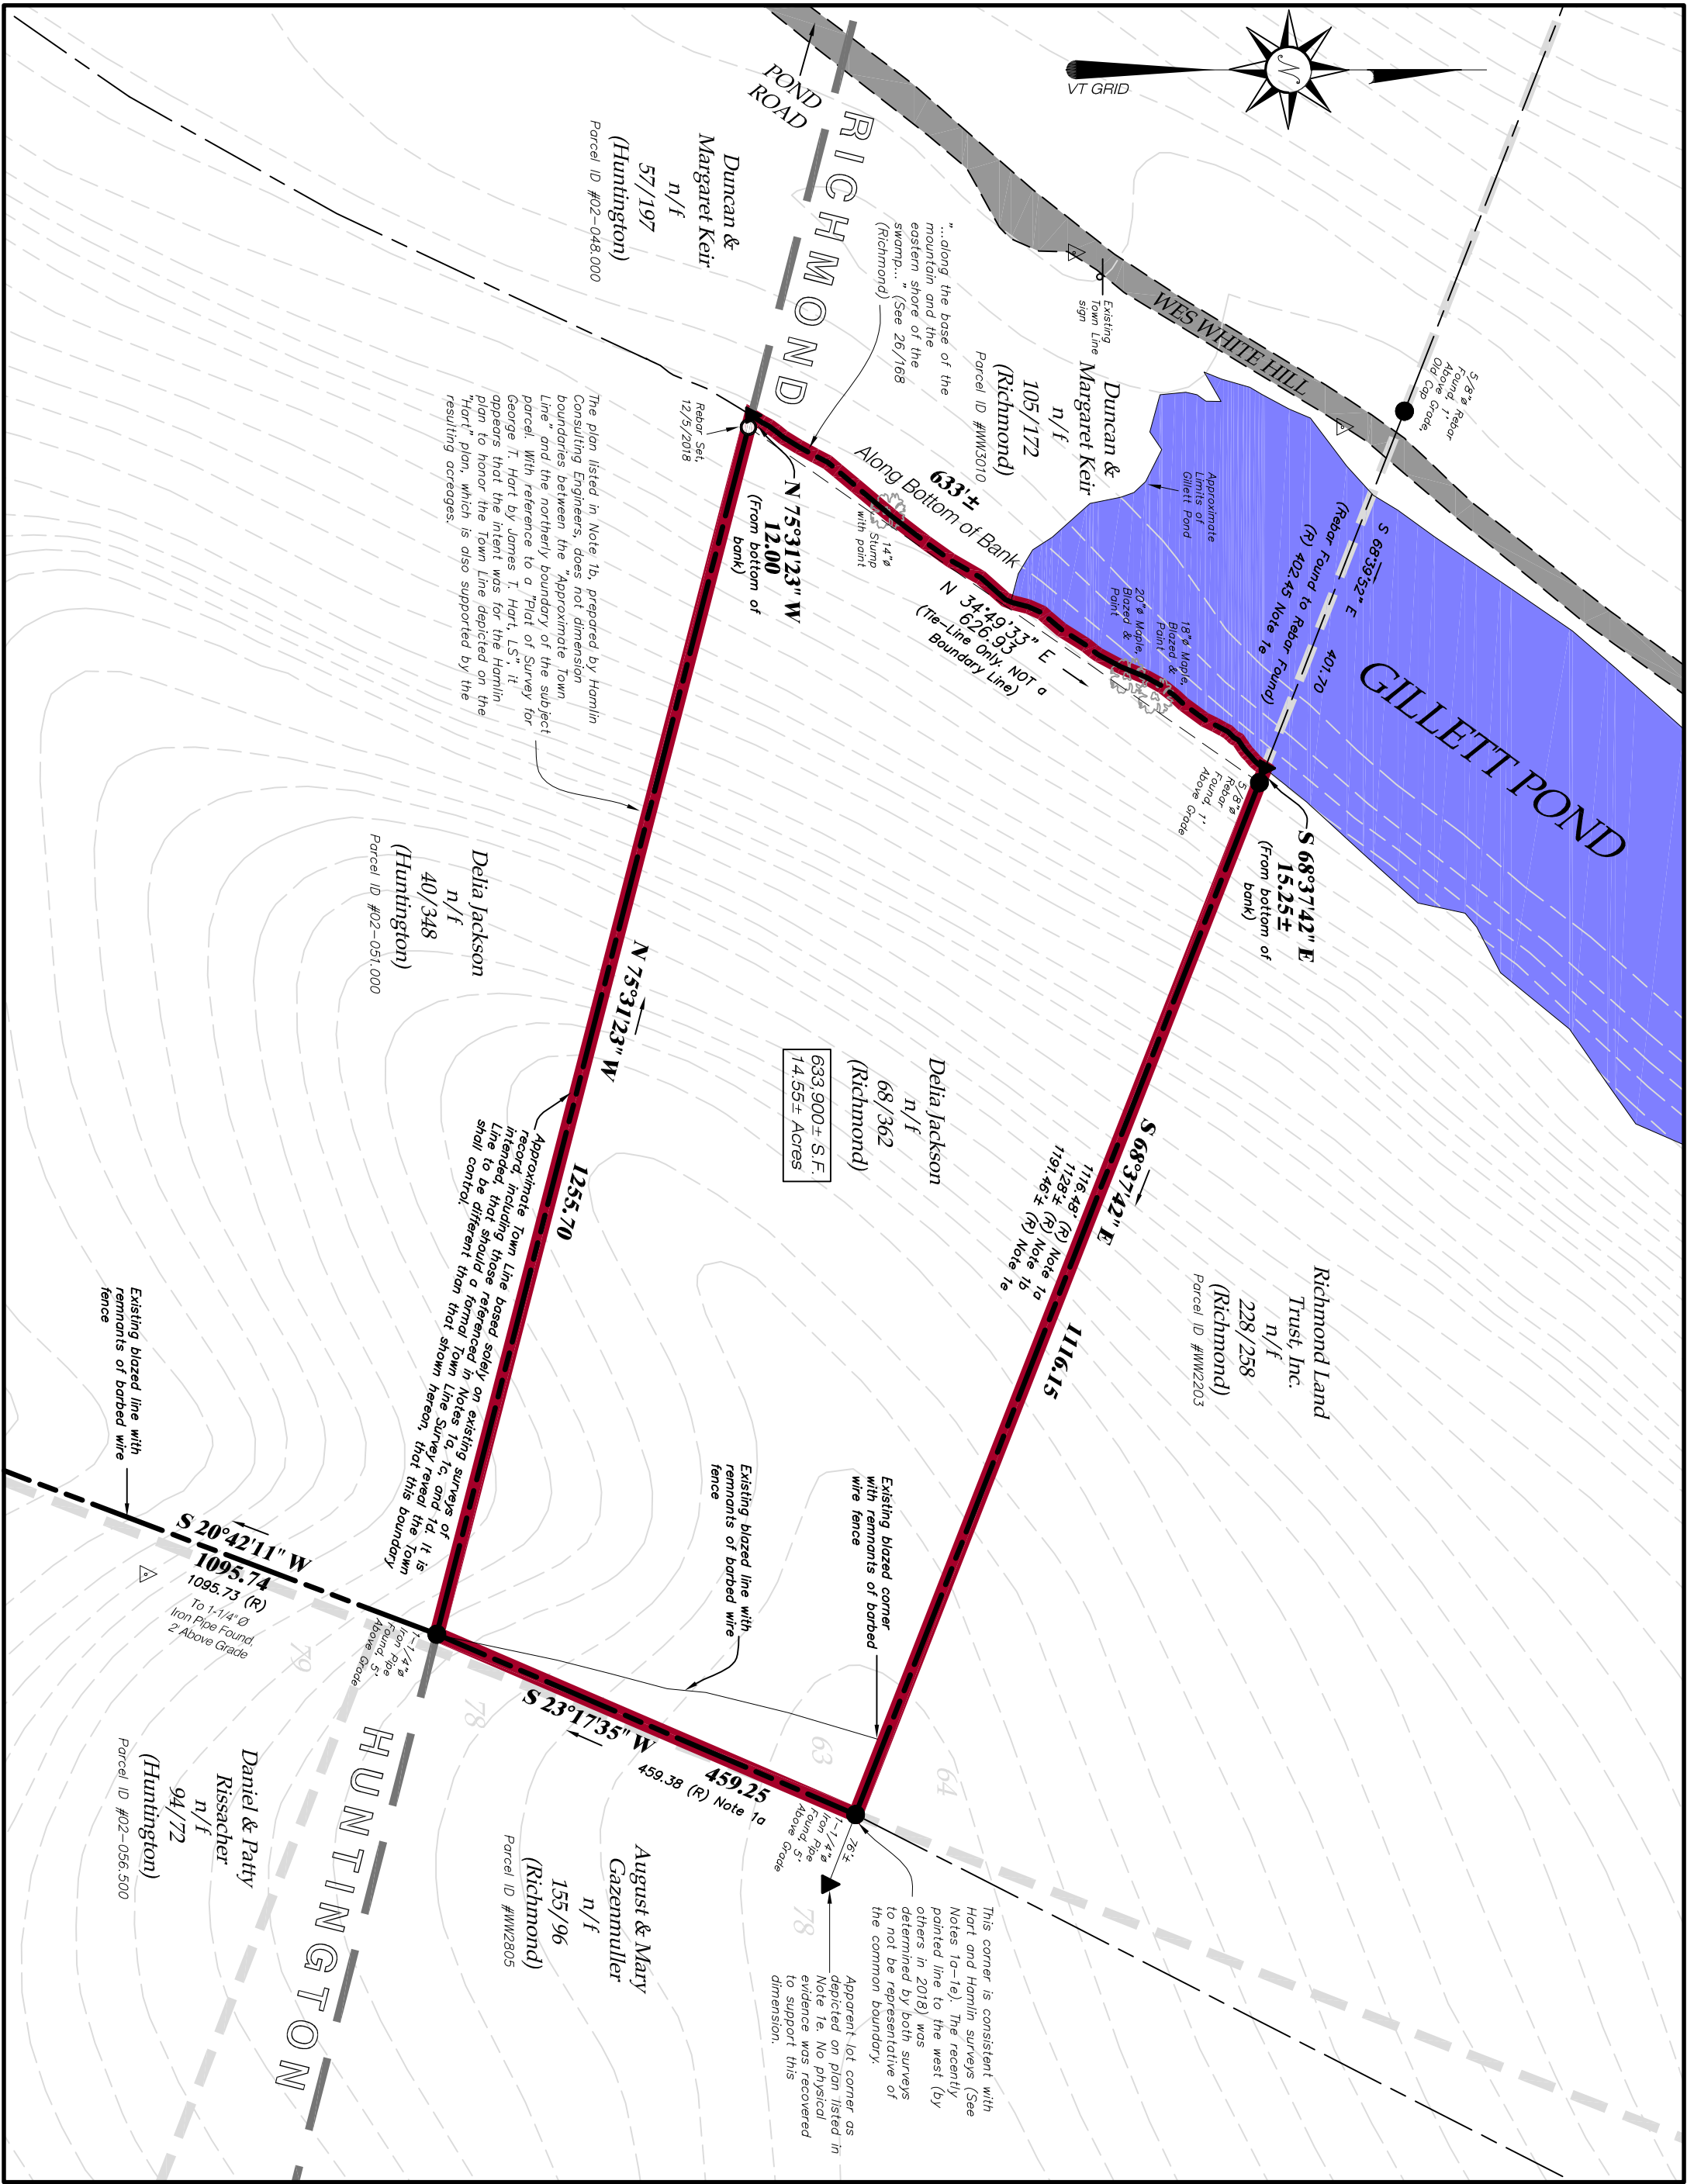 VT GRID
N
POND
ROAD
RICHMOND
Duncan &
Margaret Keir
n/f
57/197
(Huntington)
Parcel ID #02-048.000
"...along the base of the
mountain and the
eastern shore of the
swamp..." (See 26/168
(Richmond)
Existing
Town Line
sign
WES WHITE HILL
5/8"ø Rebar
Found, 1"
Above Grade,
Old Cap
Duncan &
Margaret Keir
n/f
105/172
(Richmond)
Parcel ID #WW3010
Approximate
Limits of
Gillett Pond
GILLETT POND
S 68°39'52" E
401.70
(Rebar Found to Rebar Found)
(R) 402.45 Note 1e
633'±
Along Bottom of Bank
14"ø
Stump
with paint
N 34°49'33" E
626.93
(Tie-Line Only. NOT a
Boundary Line)
18"ø Maple,
Blazed &
Paint
20"ø Maple,
Blazed &
Paint
Rebar Set,
12/5/2018
N 75°31'23" W
12.00
(From bottom of
bank)
5/8"ø
Rebar
Found, 1"
Above Grade
S 68°37'42" E
15.25±
(From bottom of
bank)
The plan listed in Note 1b, prepared by Hamlin
Consulting Engineers, does not dimension
boundaries between the "Approximate Town
Line" and the northerly boundary of the subject
parcel. With reference to a "Plat of Survey for
George T. Hart by James T. Hart, LS", it
appears that the intent was for the Hamlin
plan to honor the Town Line depicted on the
"Hart" plan, which is also supported by the
resulting acreages.
Delia Jackson
n/f
40/348
(Huntington)
Parcel ID #02-051.000
N 75°31'23" W
1255.70
Delia Jackson
n/f
68/362
(Richmond)
633,900± S.F.
14.55± Acres
S 68°37'42" E
1116.15
1116.48' (R) Note 1a
1128'± (R) Note 1b
1191.46'± (R) Note 1e
Richmond Land
Trust, Inc.
n/f
228/258
(Richmond)
Parcel ID #WW2203
Approximate Town Line based solely on existing surveys of
record, including those referenced in Notes 1a, 1c, and 1d. It is
intended, that should a formal Town Line Survey reveal the Town
Line to be different than that shown hereon, that this boundary
shall control.
Existing blazed line with
remnants of barbed wire
fence
Existing blazed line with
remnants of barbed wire
fence
Existing blazed corner
with remnants of barbed
wire fence
S 20°42'11" W
1095.74
1095.73 (R)
To 1-1/4" Ø
Iron Pipe Found,
2' Above Grade
1-1/4"ø
Iron Pipe
Found, 5"
Above Grade
79
78
63
64
78
S 23°17'35" W
459.25
459.38 (R) Note 1a
76'±
1-1/4"ø
Iron Pipe
Found, 5"
Above Grade
This corner is consistent with
Hart and Hamlin surveys (See
Notes 1a-1e). The recently
painted line to the west (by
others in 2018) was
determined by both surveys
to not be representative of
the common boundary.
Apparent lot corner as
depicted on plan listed in
Note 1e. No physical
evidence was recovered
to support this
dimension.
August & Mary
Gazenmuller
n/f
155/96
(Richmond)
Parcel ID #WW2805
HUNTINGTON
Daniel & Patty
Rissacher
n/f
94/72
(Huntington)
Parcel ID #02-056.500